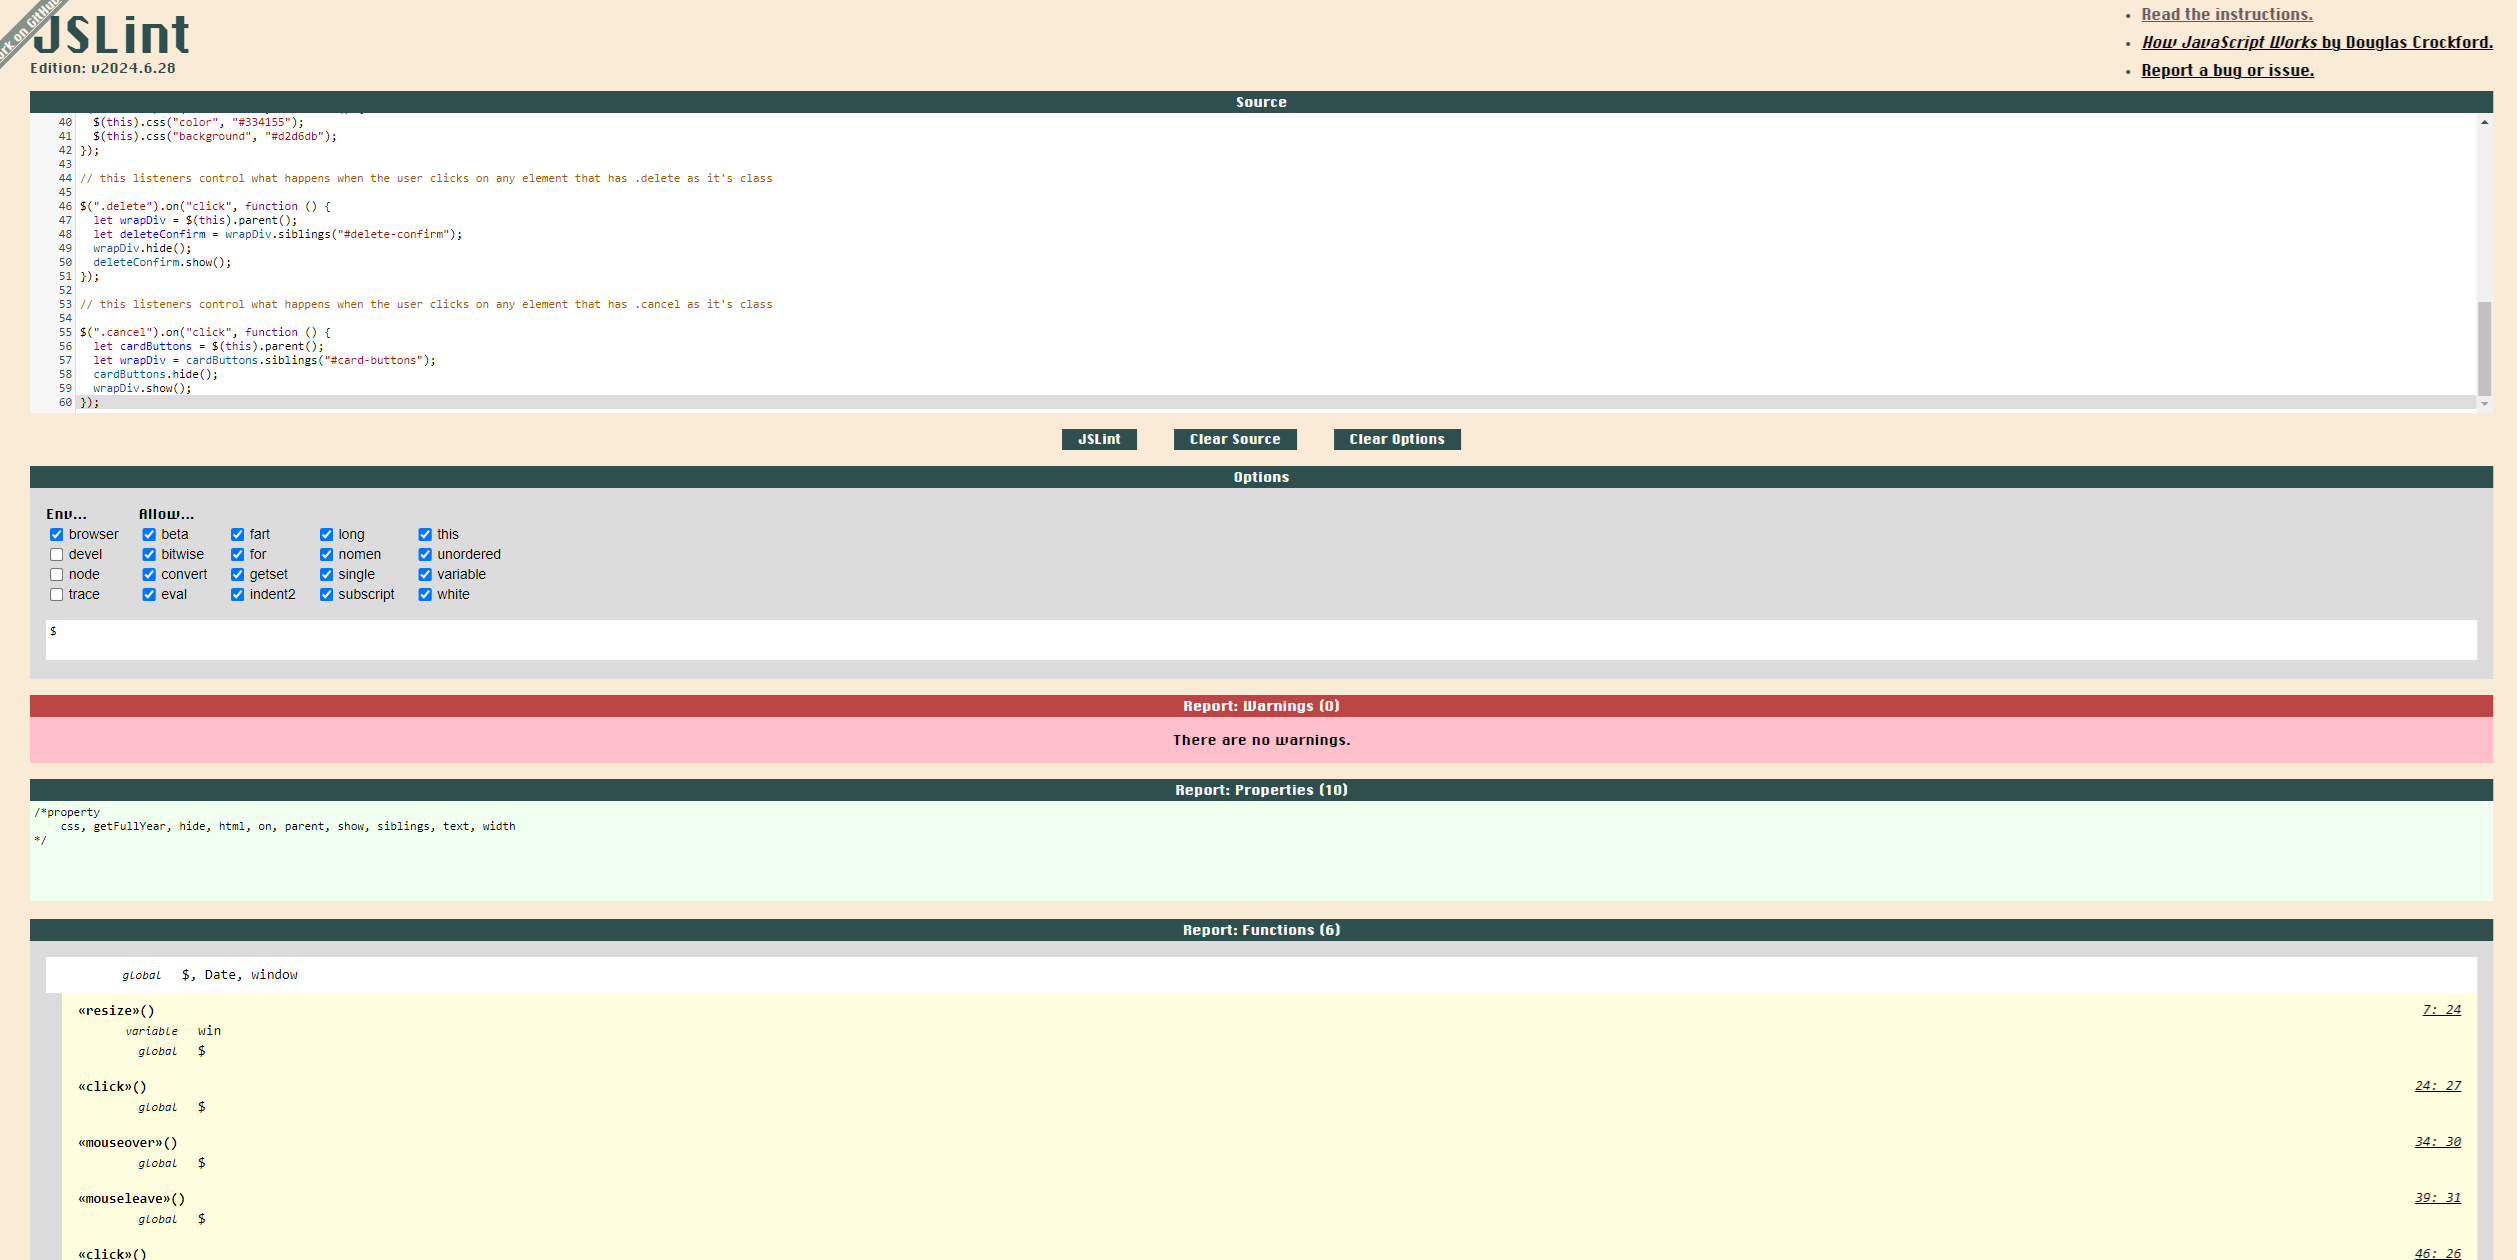 rk on GitHub
JSLint
Edition: v2024.6.28
Read the instructions.
How JavaScript Works by Douglas Crockford.
Report a bug or issue.
Source
40 $(this).css("color", "#334155");
41 $(this).css("background", "#d2d6db");
42 });
43
44 // this listeners control what happens when the user clicks on any element that has .delete as it's class
45
46 $(".delete").on("click", function () {
47 let wrapDiv = $(this).parent();
48 let deleteConfirm = wrapDiv.siblings("#delete-confirm");
49 wrapDiv.hide();
50 deleteConfirm.show();
51 });
52
53 // this listeners control what happens when the user clicks on any element that has .cancel as it's class
54
55 $(".cancel").on("click", function () {
56 let cardButtons = $(this).parent();
57 let wrapDiv = cardButtons.siblings("#card-buttons");
58 cardButtons.hide();
59 wrapDiv.show();
60 });
JSLint Clear Source Clear Options
Options
Env... Allow...
browser beta fart long this
devel bitwise for nomen unordered
node convert getset single variable
trace eval indent2 subscript white
$
Report: Warnings (0)
There are no warnings.
Report: Properties (10)
/*property
css, getFullYear, hide, html, on, parent, show, siblings, text, width
*/
Report: Functions (6)
global $, Date, window
«resize»() 7: 24
variable win
global $
«click»() 24: 27
global $
«mouseover»() 34: 30
global $
«mouseleave»() 39: 31
global $
«click»() 46: 26